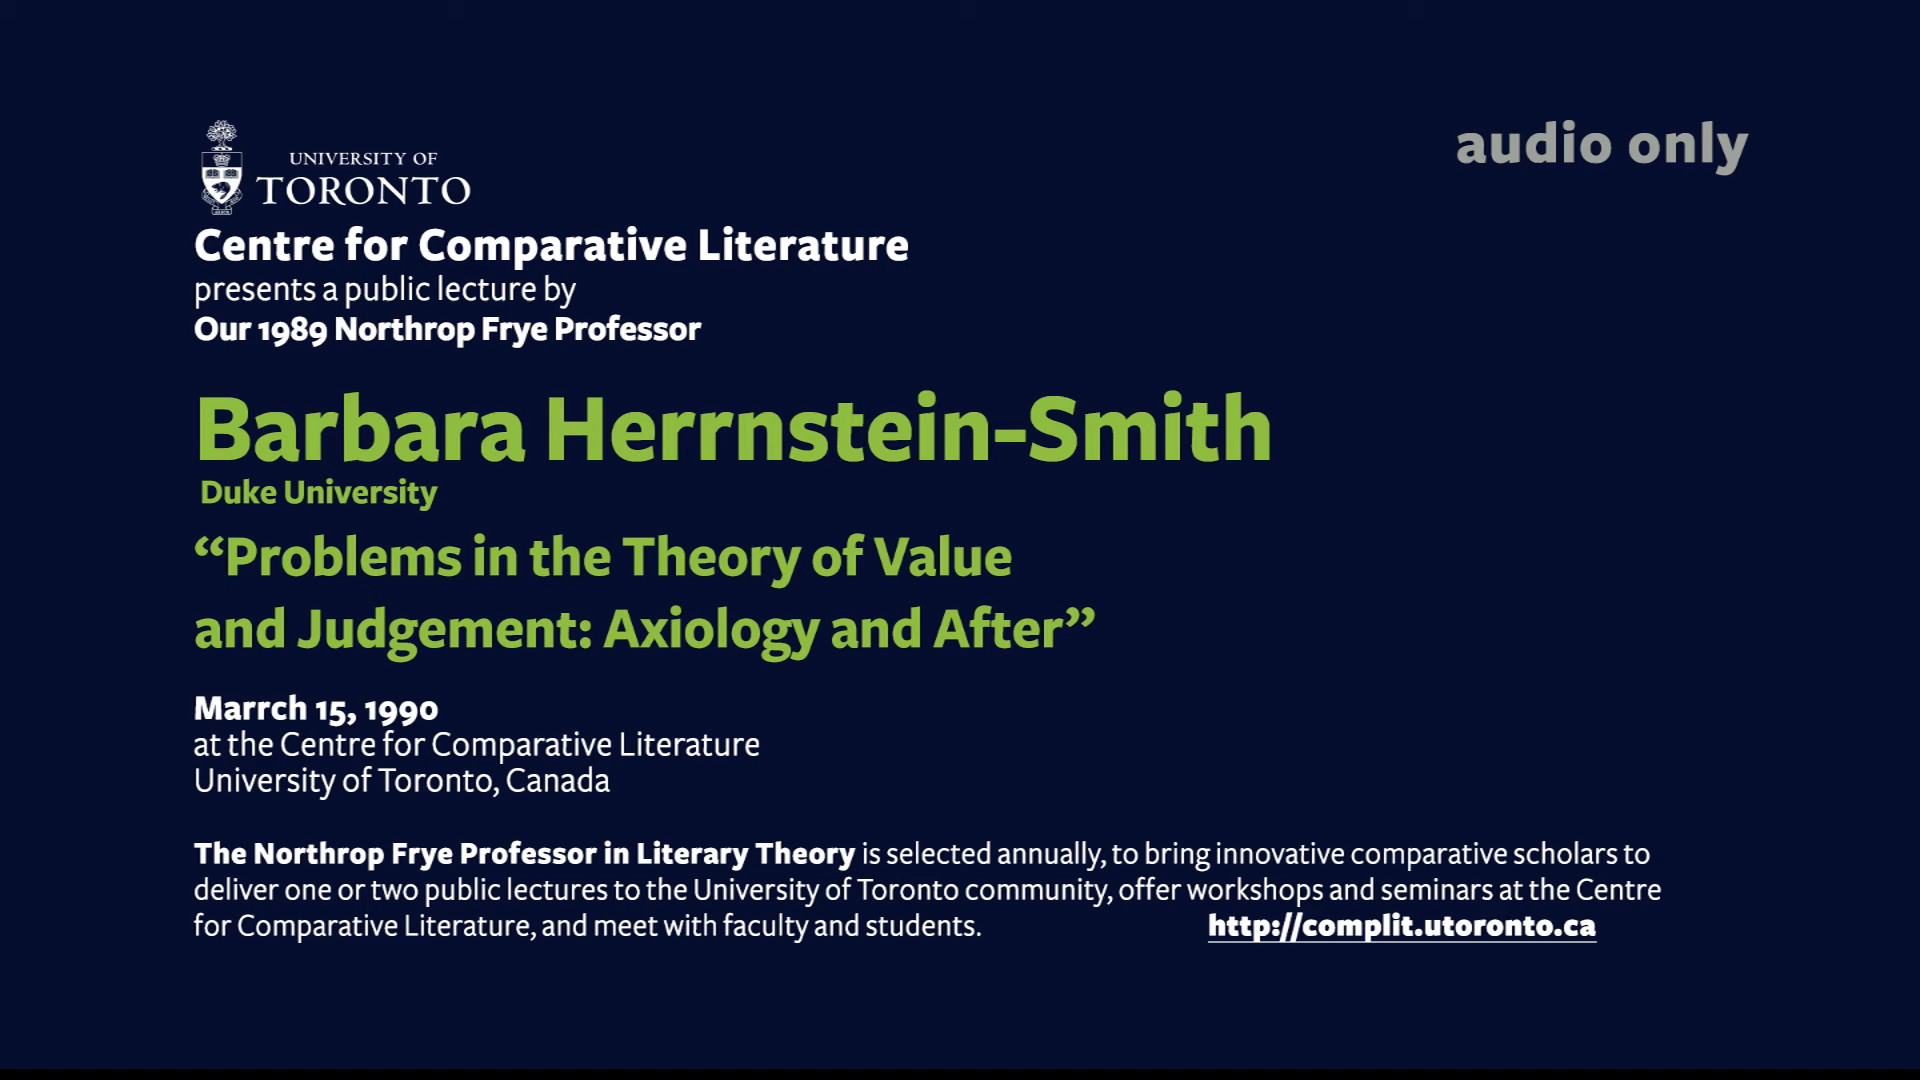 UNIVERSITY OF
TORONTO
audio only
Centre for Comparative Literature
presents a public lecture by
Our 1989 Northrop Frye Professor
Barbara Herrnstein-Smith
Duke University
“Problems in the Theory of Value
and Judgement: Axiology and After”
Marrch 15, 1990
at the Centre for Comparative Literature
University of Toronto, Canada
The Northrop Frye Professor in Literary Theory is selected annually, to bring innovative comparative scholars to
deliver one or two public lectures to the University of Toronto community, offer workshops and seminars at the Centre
for Comparative Literature, and meet with faculty and students. http://complit.utoronto.ca